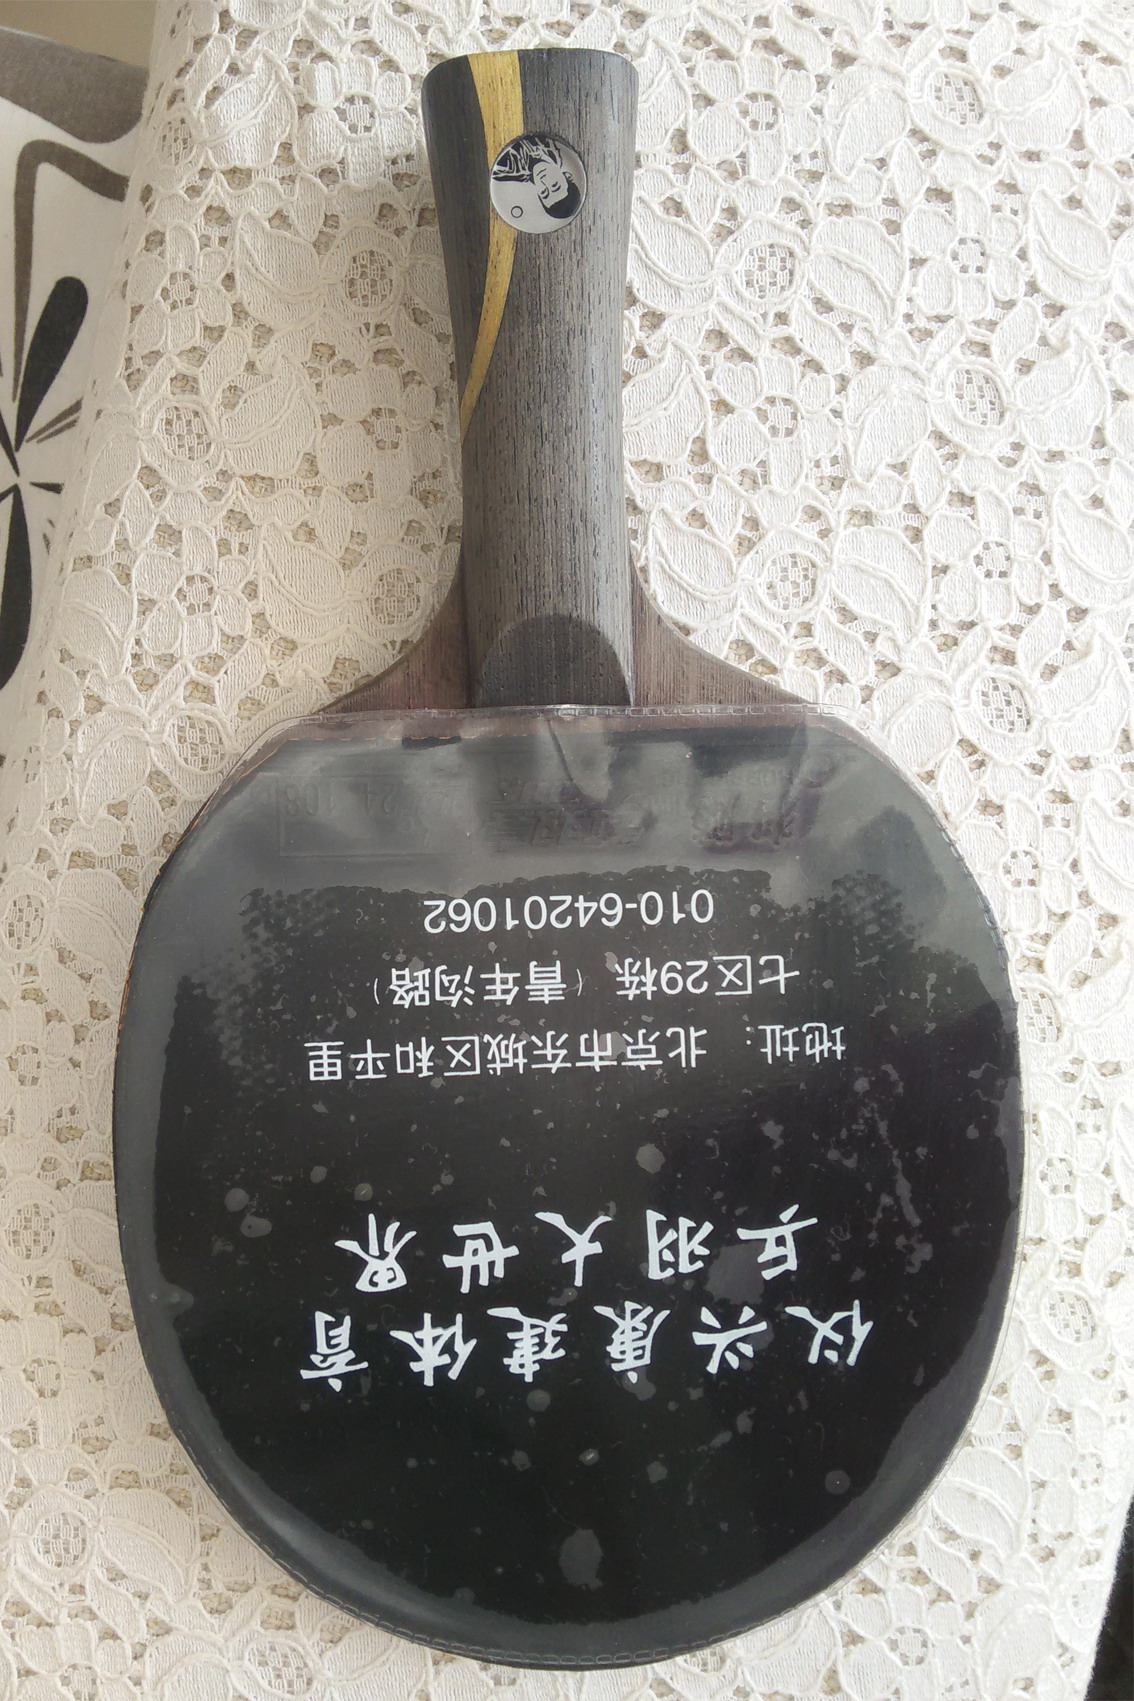 仪兴康建体育
乒羽大世界
地址：北京市东城区和平里
七区29栋（青年沟路）
010-64201062